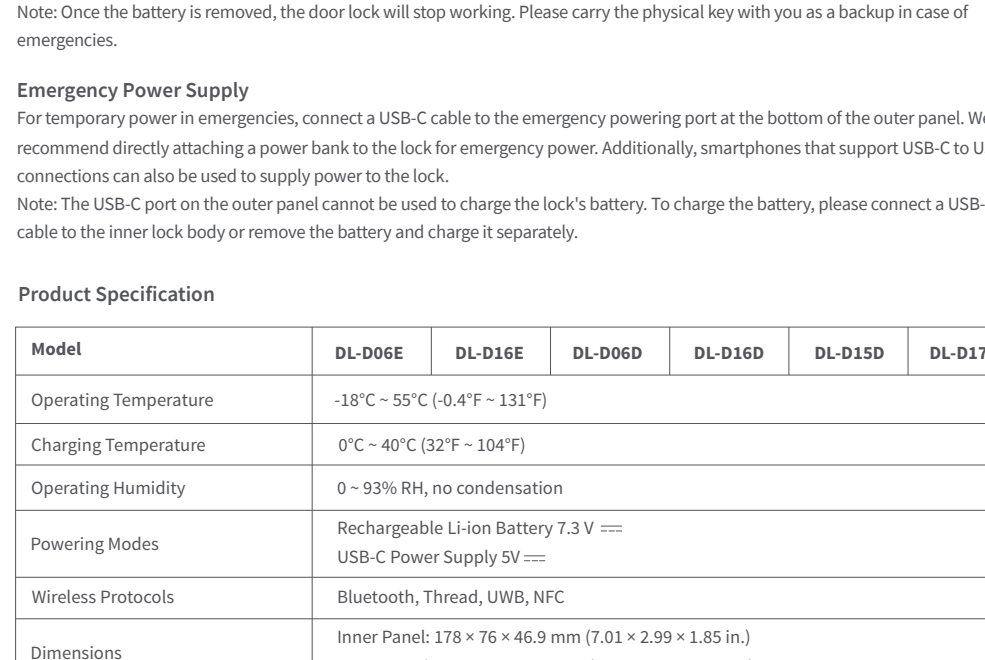 Note: Once the battery is removed, the door lock will stop working. Please carry the physical key with you as a backup in case of
emergencies.
Emergency Power Supply
For temporary power in emergencies, connect a USB-C cable to the emergency powering port at the bottom of the outer panel.
recommend directly attaching a power bank to the lock for emergency power. Additionally, smartphones that support USB-C to
connections can also be used to supply power to the lock.
Note: The USB-C port on the outer panel cannot be used to charge the lock's battery. To charge the battery, please connect a USB-
cable to the inner lock body or remove the battery and charge it separately.
Product Specification
Model DL-D06E DL-D16E DL-D06D DL-D16D DL-D15D DL-D17
Operating Temperature -18°C ~ 55°C (-0.4°F ~ 131°F)
Charging Temperature 0°C ~ 40°C (32°F ~ 104°F)
Operating Humidity 0 ~ 93% RH, no condensation
Powering Modes Rechargeable Li-ion Battery 7.3 V ⎓
USB-C Power Supply 5V ⎓
Wireless Protocols Bluetooth, Thread, UWB, NFC
Dimensions Inner Panel: 178 × 76 × 46.9 mm (7.01 × 2.99 × 1.85 in.)